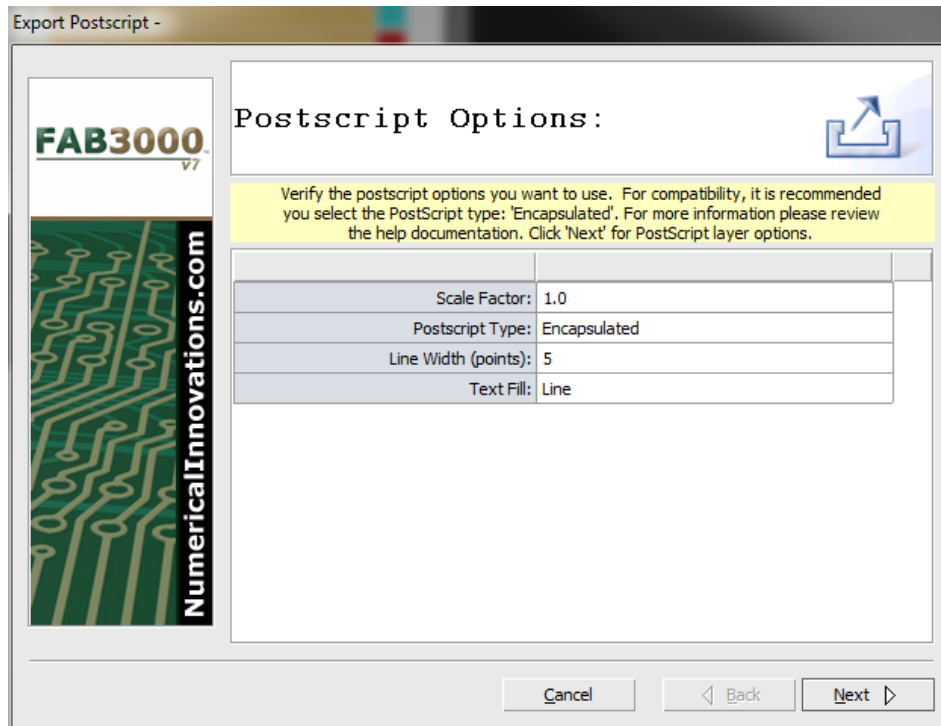 Export Postscript -
FAB3000
v7
NumericalInnovations.com
Postscript Options:
Verify the postscript options you want to use. For compatibility, it is recommended
you select the PostScript type: 'Encapsulated'. For more information please review
the help documentation. Click 'Next' for PostScript layer options.
Scale Factor: 1.0
Postscript Type: Encapsulated
Line Width (points): 5
Text Fill: Line
Cancel
Back
Next